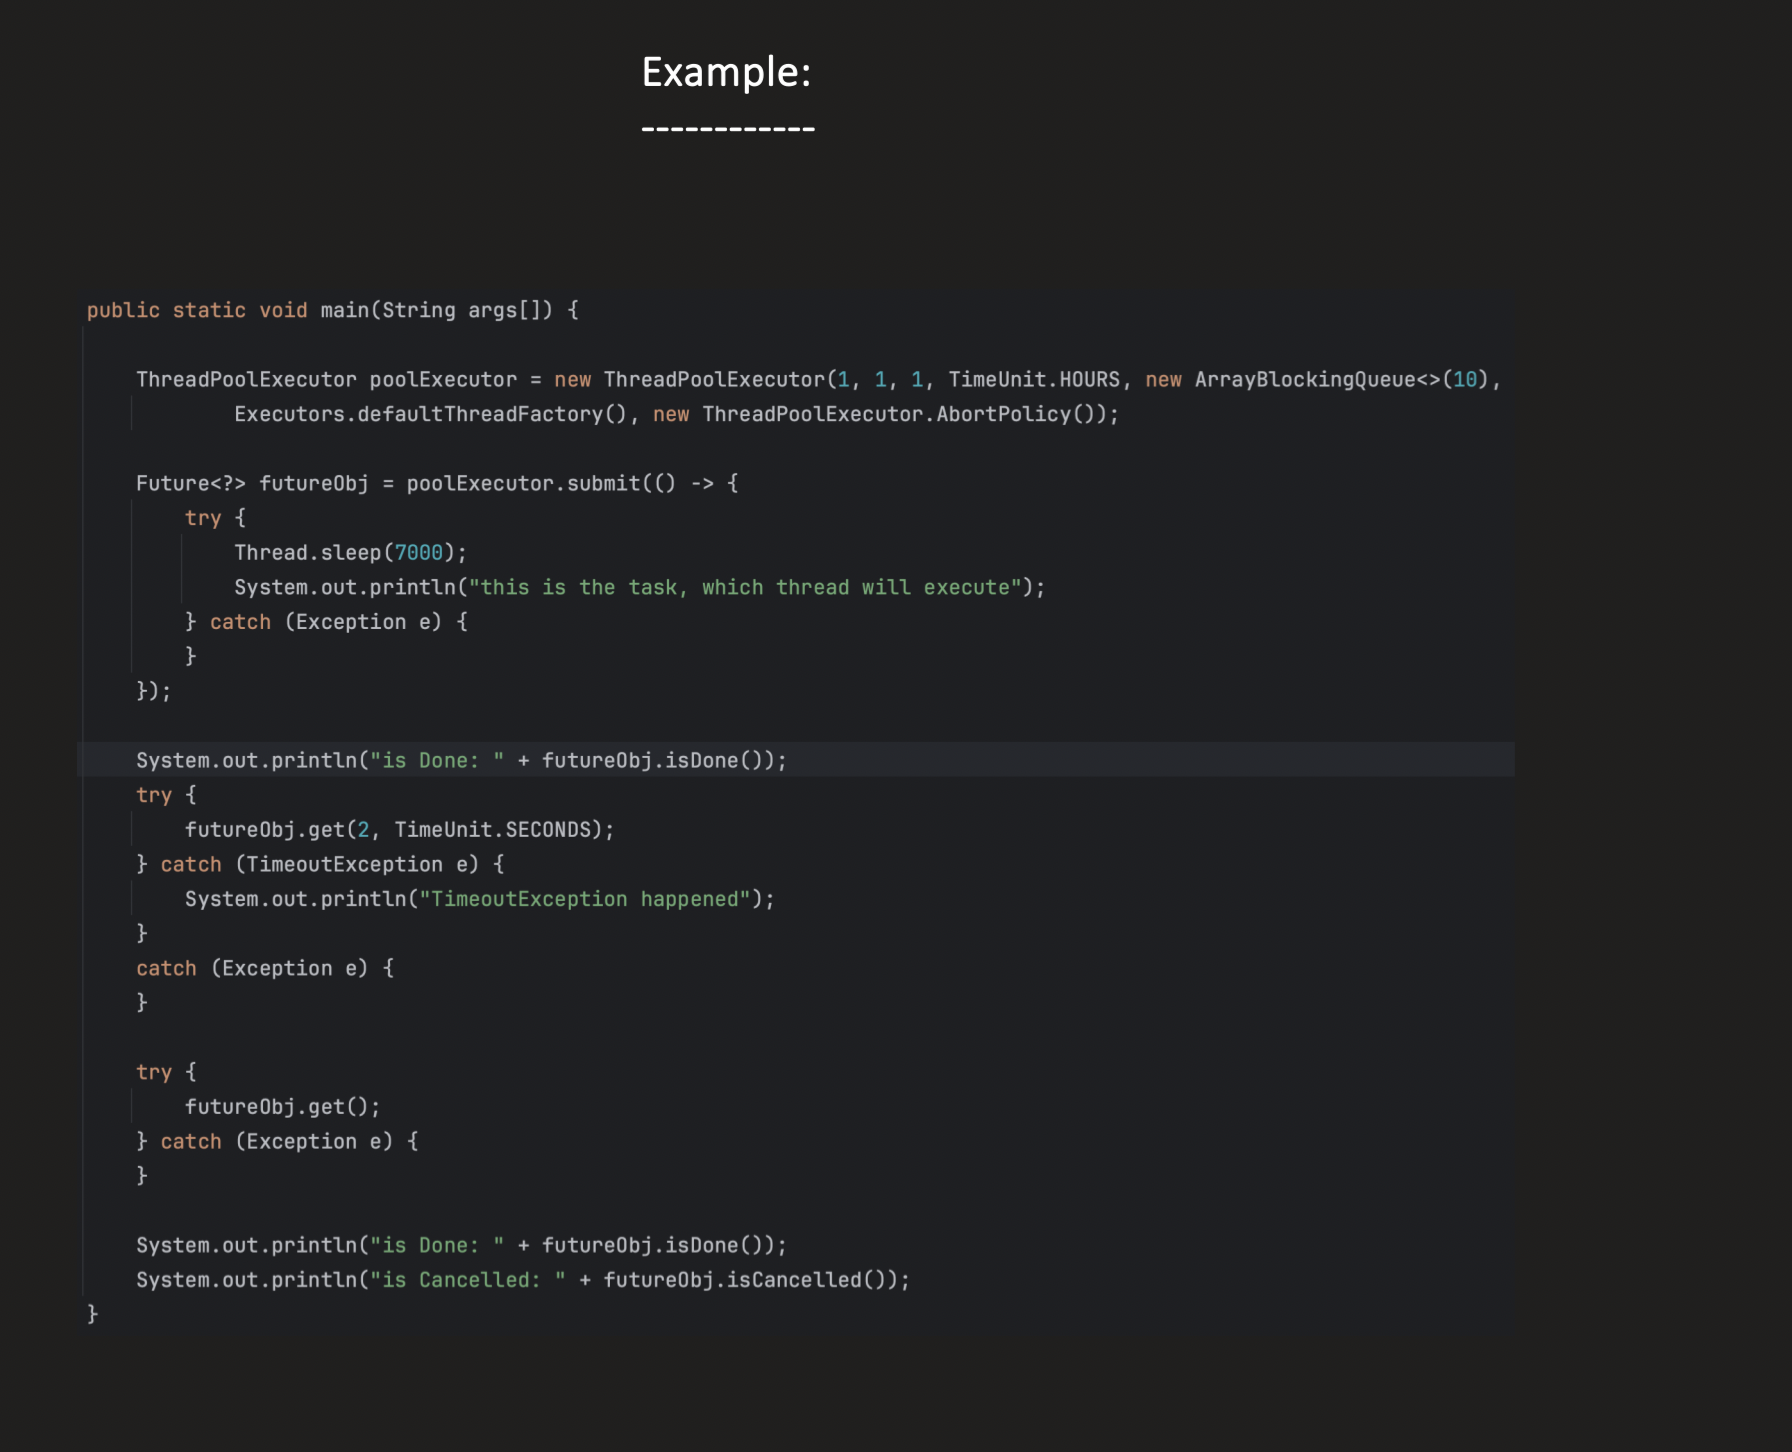 Example:
------------
public static void main(String args[]) {
    ThreadPoolExecutor poolExecutor = new ThreadPoolExecutor(1, 1, 1, TimeUnit.HOURS, new ArrayBlockingQueue<>(10),
            Executors.defaultThreadFactory(), new ThreadPoolExecutor.AbortPolicy());
    Future<?> futureObj = poolExecutor.submit(() -> {
        try {
            Thread.sleep(7000);
            System.out.println("this is the task, which thread will execute");
        } catch (Exception e) {
        }
    });
    System.out.println("is Done: " + futureObj.isDone());
    try {
        futureObj.get(2, TimeUnit.SECONDS);
    } catch (TimeoutException e) {
        System.out.println("TimeoutException happened");
    }
    catch (Exception e) {
    }
    try {
        futureObj.get();
    } catch (Exception e) {
    }
    System.out.println("is Done: " + futureObj.isDone());
    System.out.println("is Cancelled: " + futureObj.isCancelled());
}